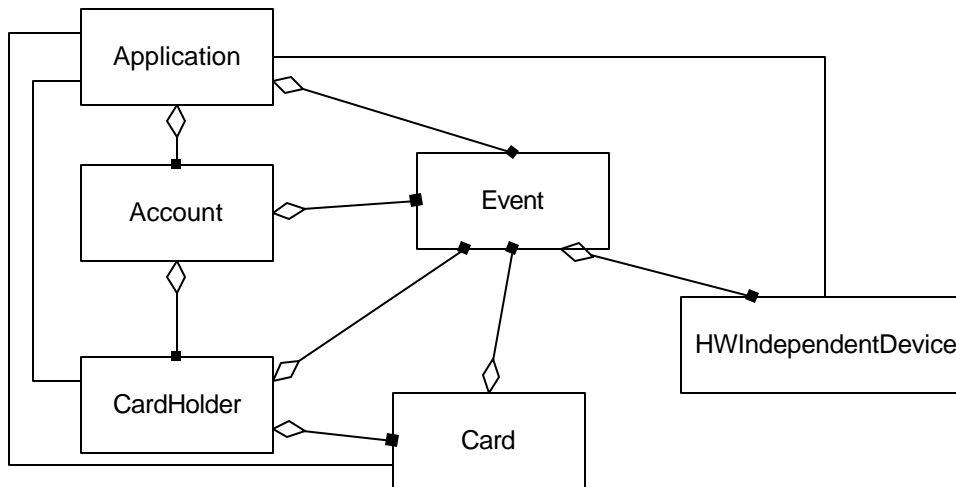 Application
Event
Account
HWIndependentDevice
CardHolder
Card